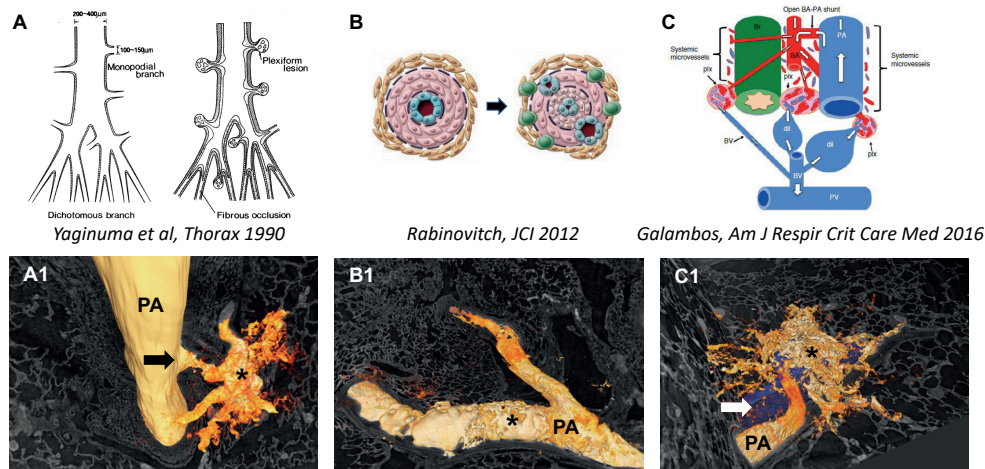 A
200-400μm
100-150μm
Monopodial
branch
Plexiform
lesion
Dichotomous branch
Fibrous occlusion
Yaginuma et al, Thorax 1990
B
Rabinovitch, JCI 2012
C
Open BA-PA shunt
Br
BA
PA
Systemic
microvessels
Systemic
microvessels
plx
plx
plx
dil
dil
BV
BV
PV
Galambos, Am J Respir Crit Care Med 2016
A1
PA
*
B1
*
PA
C1
*
PA